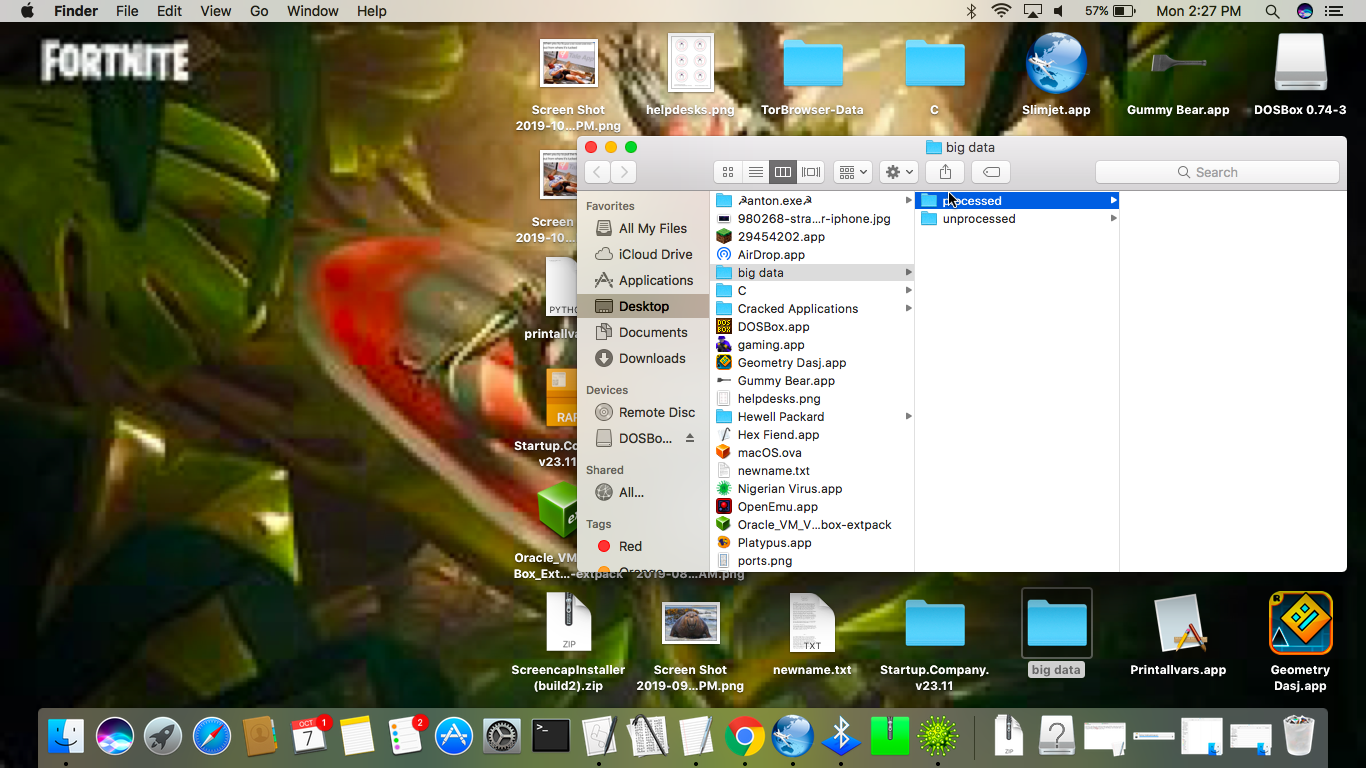 Finder File Edit View Go Window Help
57% Mon 2:27 PM
FORTNITE
Screen Shot
2019-10...PM.png
helpdesks.png
TorBrowser-Data
C
Slimjet.app
Gummy Bear.app
DOSBox 0.74-3
Screen
2019-10...
PYTHO
printallva
RAR
Startup.Co
v23.11
Oracle_VM
Box_Ext...-extpack
2019-08...AM.png
big data
Search
Favorites
All My Files
iCloud Drive
Applications
Desktop
Documents
Downloads
Devices
Remote Disc
DOSBo...
Shared
All...
Tags
Red
Orange
☭anton.exe☭
980268-stra...r-iphone.jpg
29454202.app
AirDrop.app
big data
C
Cracked Applications
DOSBox.app
gaming.app
Geometry Dasj.app
Gummy Bear.app
helpdesks.png
Hewell Packard
Hex Fiend.app
macOS.ova
newname.txt
Nigerian Virus.app
OpenEmu.app
Oracle_VM_V...box-extpack
Platypus.app
ports.png
processed
unprocessed
ZIP
ScreencapInstaller
(build2).zip
Screen Shot
2019-09...PM.png
TXT
newname.txt
Startup.Company.
v23.11
big data
Printallvars.app
Geometry
Dasj.app
OCT
7
1
2
ZIP